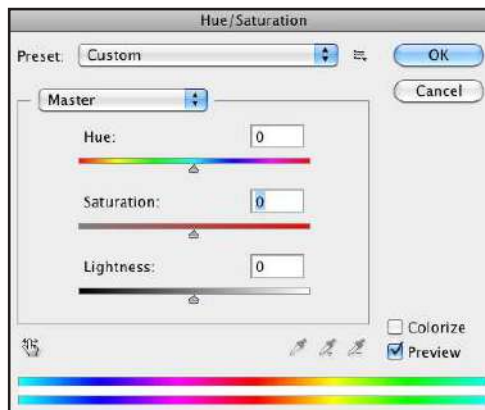 Hue/Saturation
Preset: Custom
OK
Cancel
Master
Hue: 0
Saturation: 0
Lightness: 0
Colorize
Preview